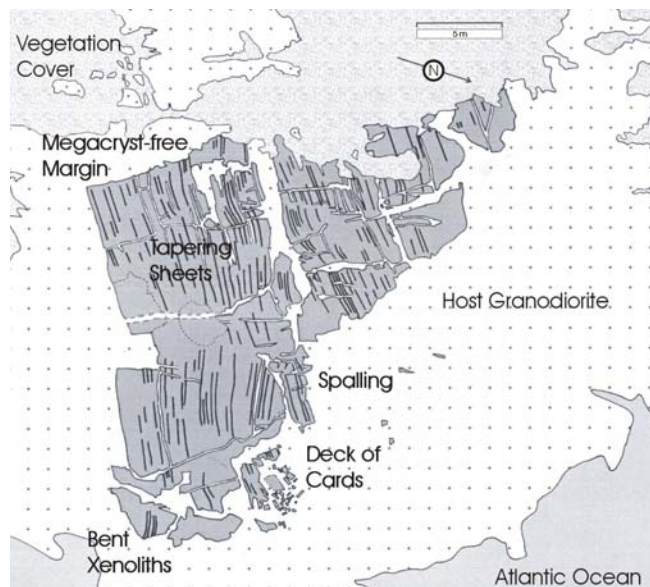 Vegetation
Cover
5 m
N
Megacryst-free
Margin
Tapering
Sheets
Host Granodiorite
Spalling
Deck of
Cards
Bent
Xenoliths
Atlantic Ocean